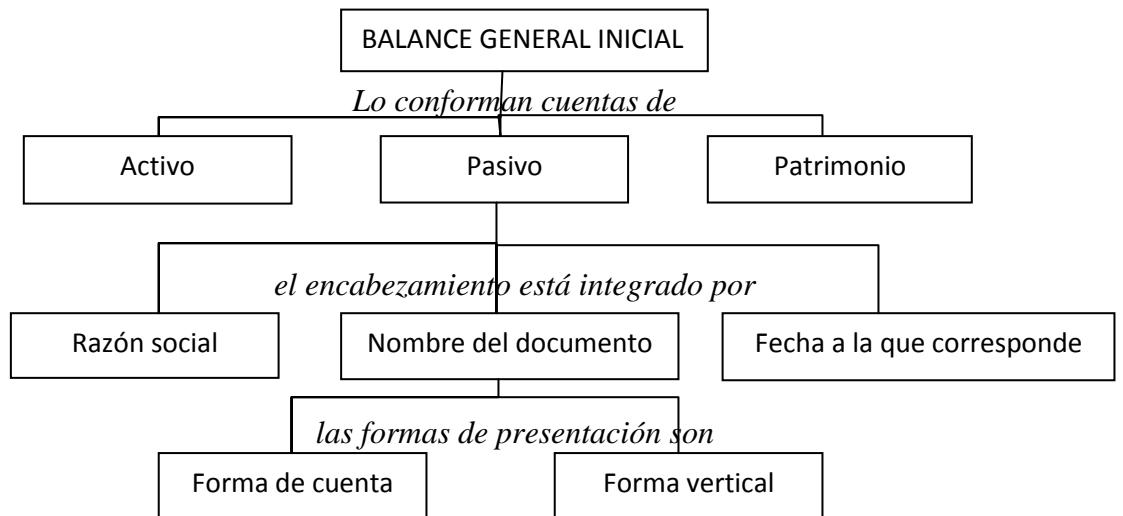 BALANCE GENERAL INICIAL
Lo conforman cuentas de
Activo
Pasivo
Patrimonio
el encabezamiento está integrado por
Razón social
Nombre del documento
Fecha a la que corresponde
las formas de presentación son
Forma de cuenta
Forma vertical